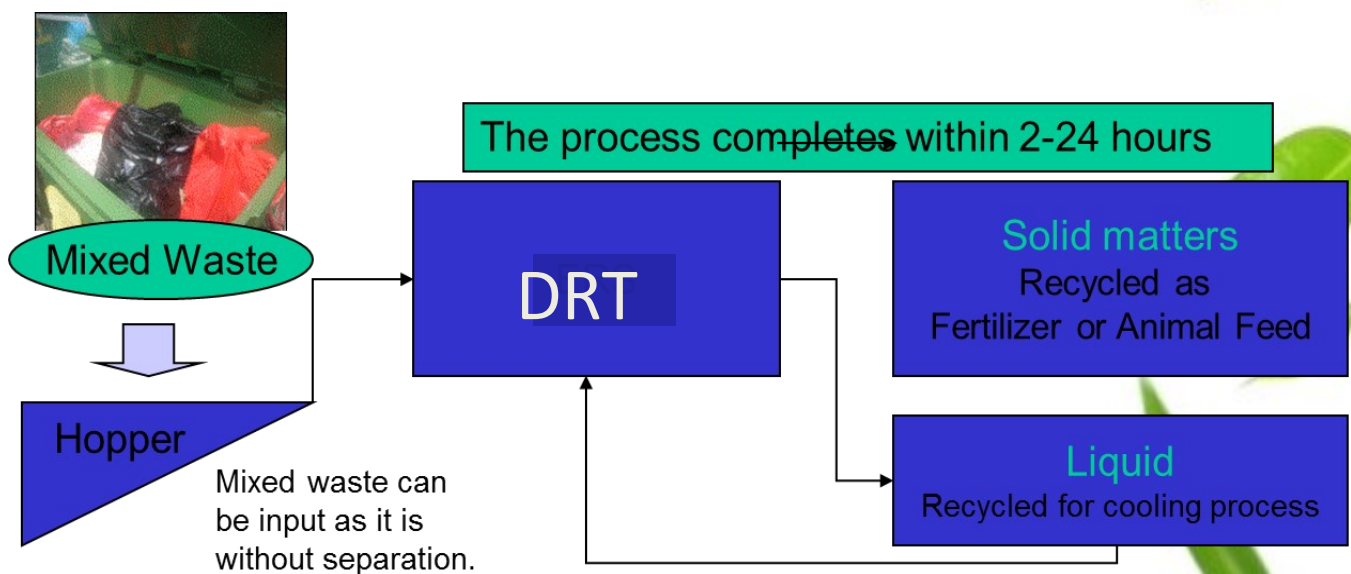 The process completes within 2-24 hours
Mixed Waste
DRT
Solid matters
Recycled as
Fertilizer or Animal Feed
Hopper
Mixed waste can
be input as it is
without separation.
Liquid
Recycled for cooling process